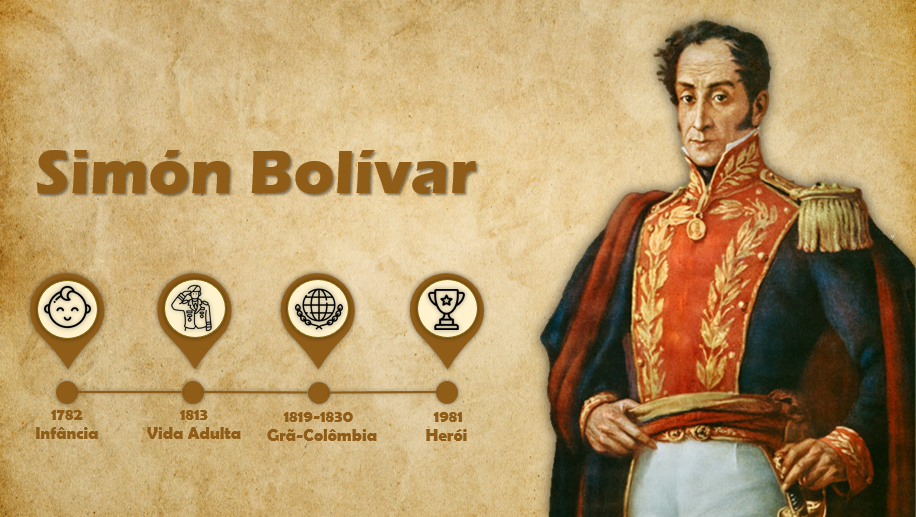 Simón Bolívar
1782
Infância
1813
Vida Adulta
1819-1830
Grã-Colômbia
1981
Herói